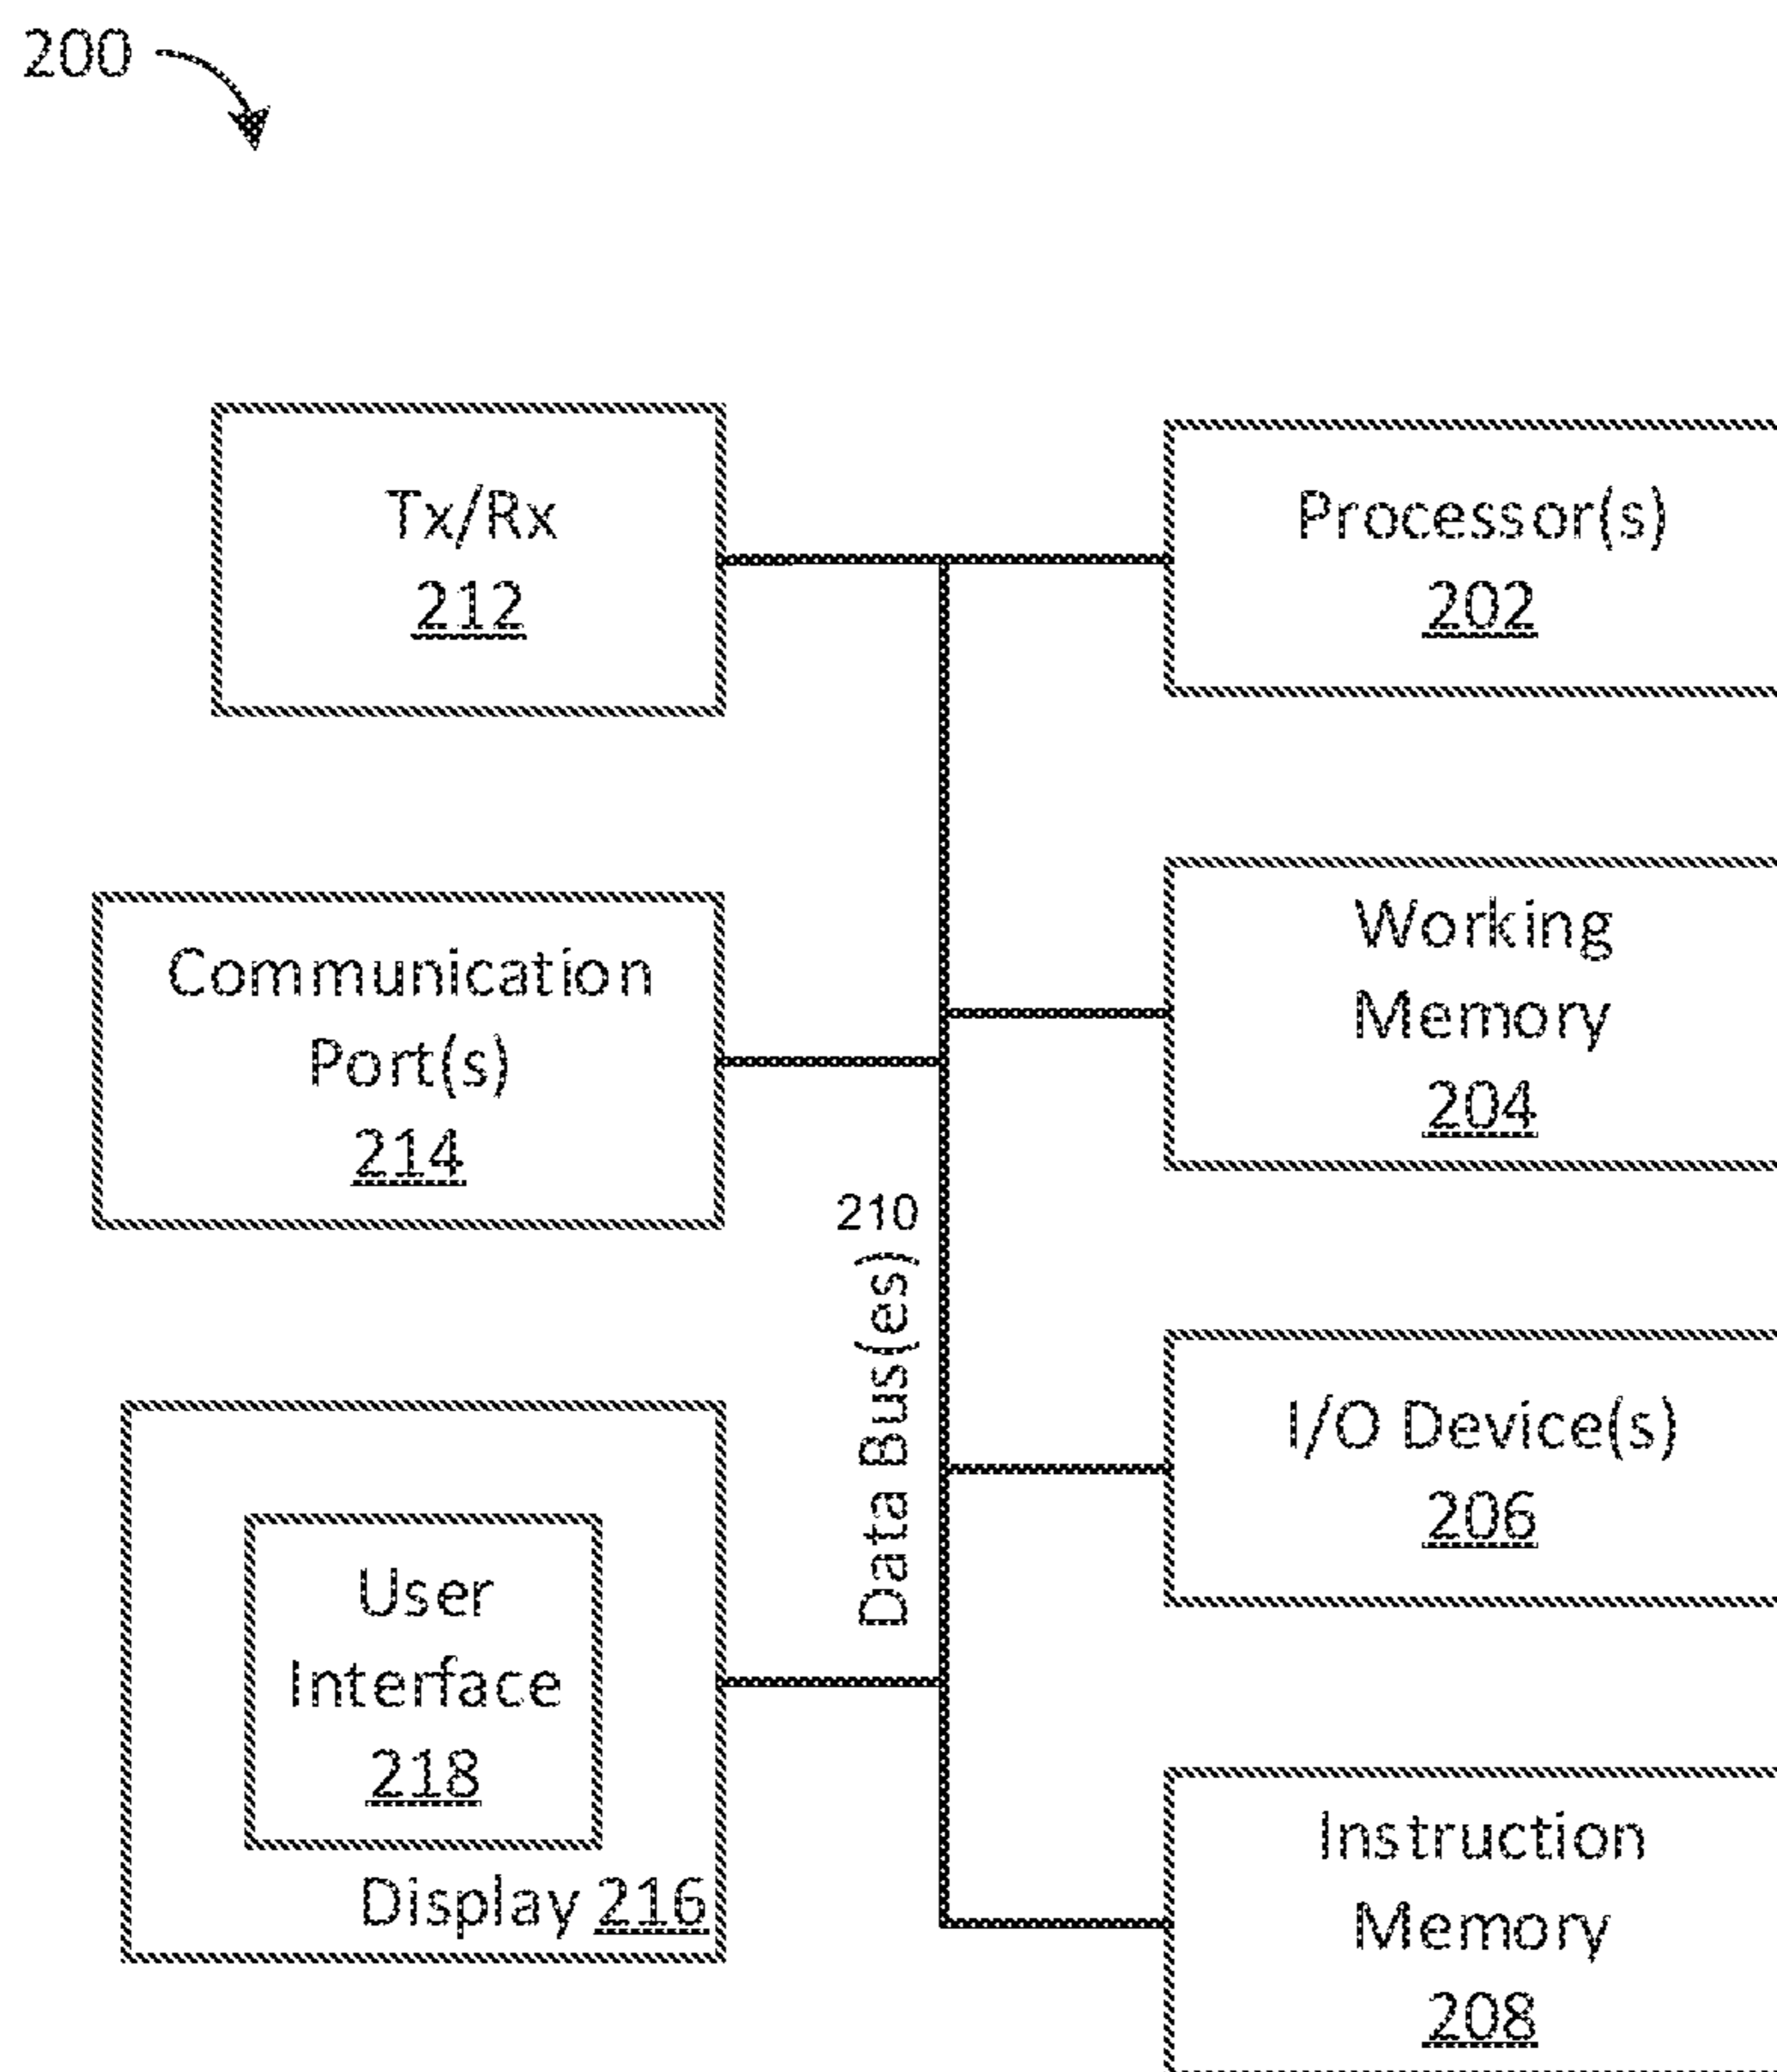 200
Tx/Rx
212
Processor(s)
202
Communication
Port(s)
214
Working
Memory
204
210
Data Bus(es)
I/O Device(s)
206
User
Interface
218
Display 216
Instruction
Memory
208